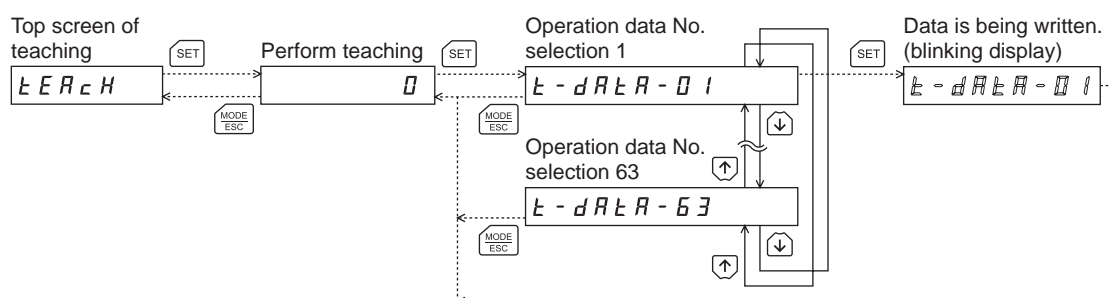 Top screen of
teaching
SET
tEAcH
MODE
ESC
Perform teaching
SET
0
MODE
ESC
Operation data No.
selection 1
t-dAtA-01
↓
Operation data No.
selection 63
↑
t-dAtA-63
MODE
ESC
↓
↑
SET
Data is being written.
(blinking display)
t-dAtA-01